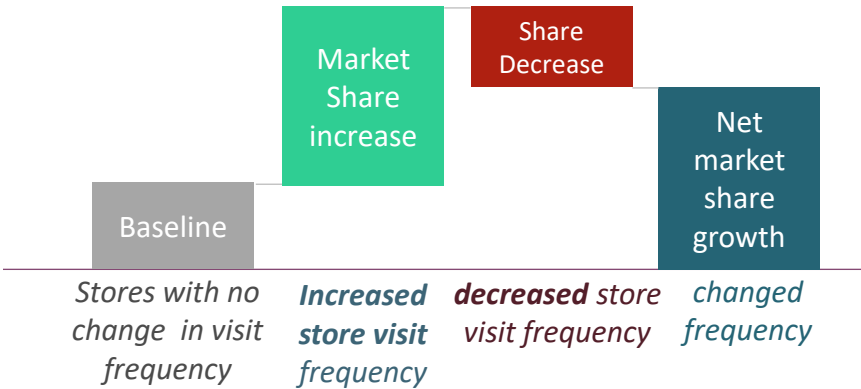 Market
Share
increase
Share
Decrease
Net
market
share
growth
Baseline
Stores with no
change in visit
frequency
Increased
store visit
frequency
decreased store
visit frequency
changed
frequency